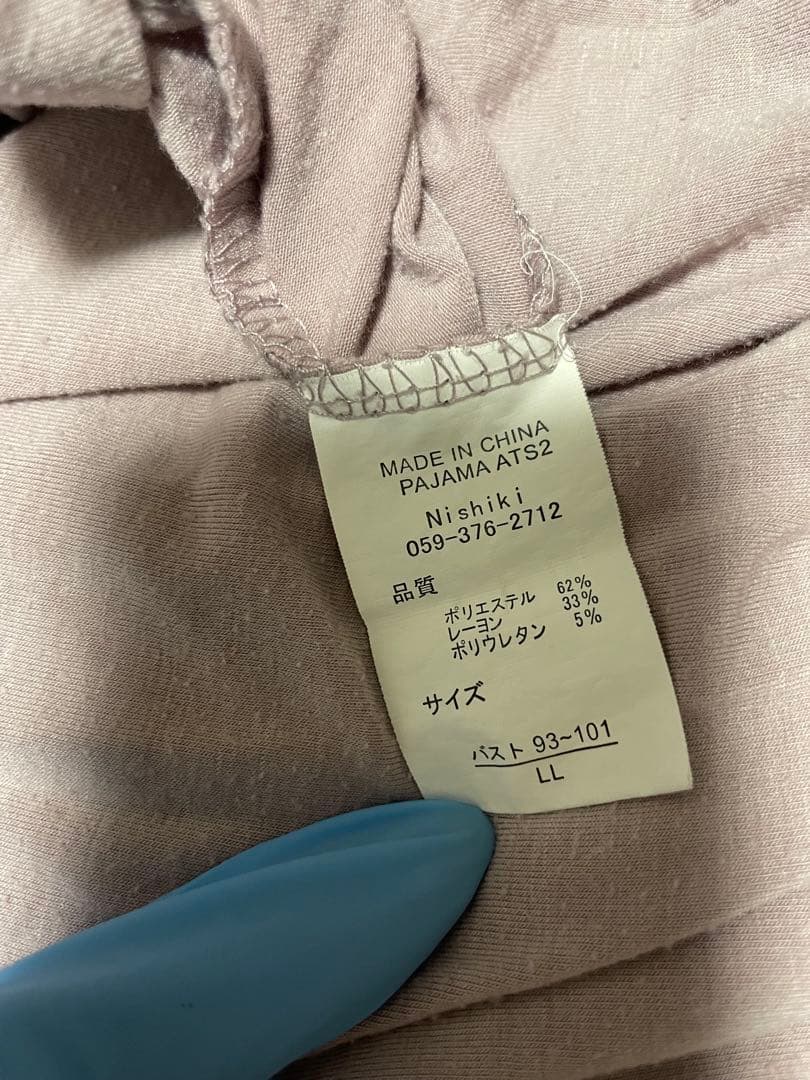 MADE IN CHINA
PAJAMA ATS2
Nishiki
059-376-2712
品質
ポリエステル 62%
レーヨン 33%
ポリウレタン 5%
サイズ
バスト 93~101
LL